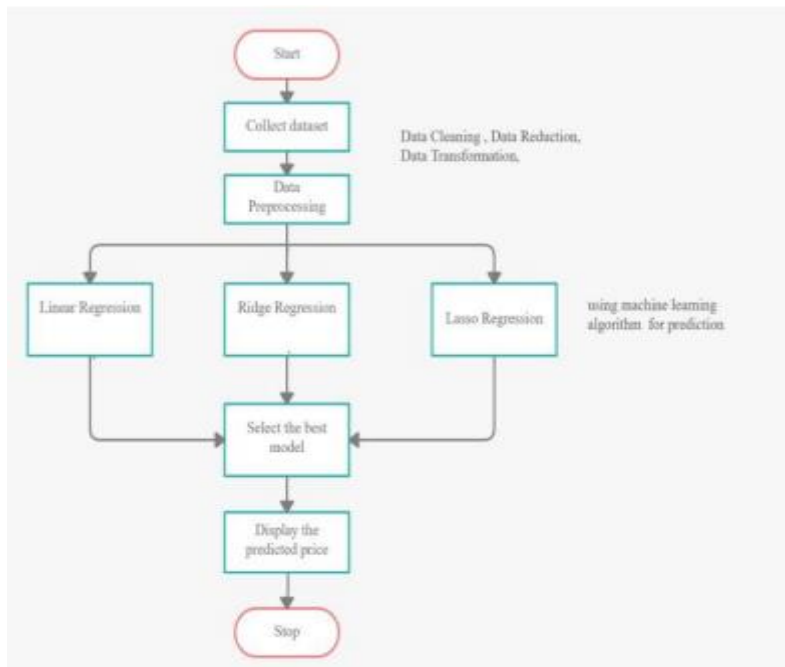 Start
Collect dataset
Data Cleaning , Data Reduction,
Data Transformation,
Data
Preprocessing
Linear Regression
Ridge Regression
Lasso Regression
using machine learning
algorithm for prediction
Select the best
model
Display the
predicted price
Stop